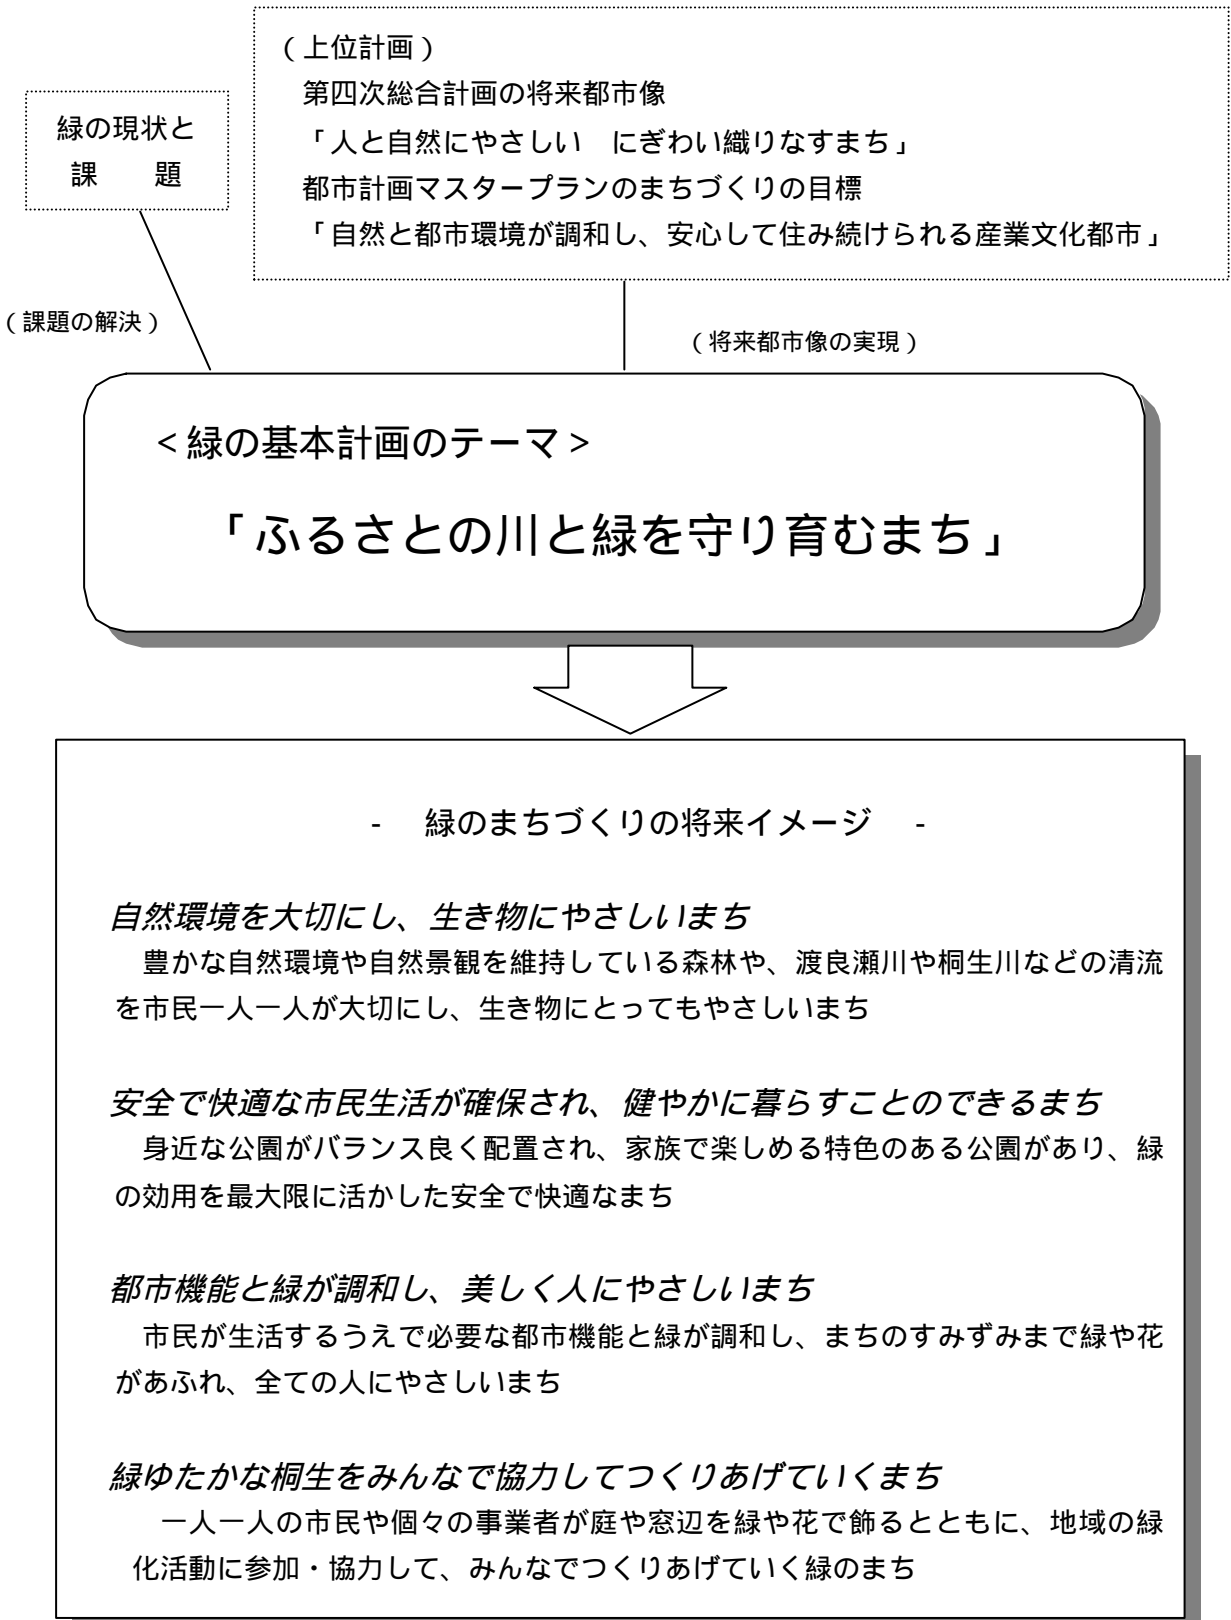 (上位計画)
第四次総合計画の将来都市像
「人と自然にやさしい　にぎわい織りなすまち」
都市計画マスタープランのまちづくりの目標
「自然と都市環境が調和し、安心して住み続けられる産業文化都市」
緑の現状と
課　　題
(課題の解決)
(将来都市像の実現)
<緑の基本計画のテーマ>
「ふるさとの川と緑を守り育むまち」
-　緑のまちづくりの将来イメージ　-
自然環境を大切にし、生き物にやさしいまち
豊かな自然環境や自然景観を維持している森林や、渡良瀬川や桐生川などの清流
を市民一人一人が大切にし、生き物にとってもやさしいまち
安全で快適な市民生活が確保され、健やかに暮らすことのできるまち
身近な公園がバランス良く配置され、家族で楽しめる特色のある公園があり、緑
の効用を最大限に活かした安全で快適なまち
都市機能と緑が調和し、美しく人にやさしいまち
市民が生活するうえで必要な都市機能と緑が調和し、まちのすみずみまで緑や花
があふれ、全ての人にやさしいまち
緑ゆたかな桐生をみんなで協力してつくりあげていくまち
一人一人の市民や個々の事業者が庭や窓辺を緑や花で飾るとともに、地域の緑
化活動に参加・協力して、みんなでつくりあげていく緑のまち